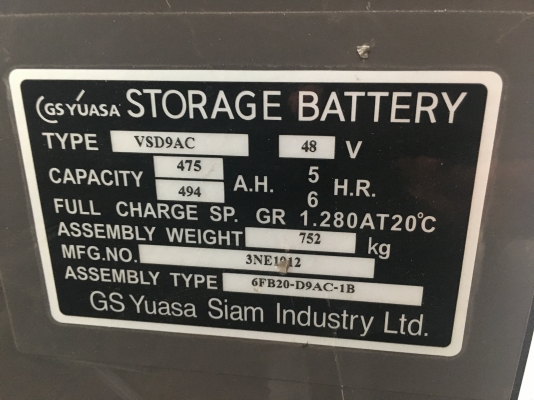 GS YUASA STORAGE BATTERY
TYPE VSD9AC 48 V
CAPACITY 475 A.H. 5 H.R.
494 6
FULL CHARGE SP. GR 1.280AT20°C
ASSEMBLY WEIGHT 752 kg
MFG.NO.
ASSEMBLY TYPE 6FB20-D9AC-1B
GS Yuasa Siam Industry Ltd.